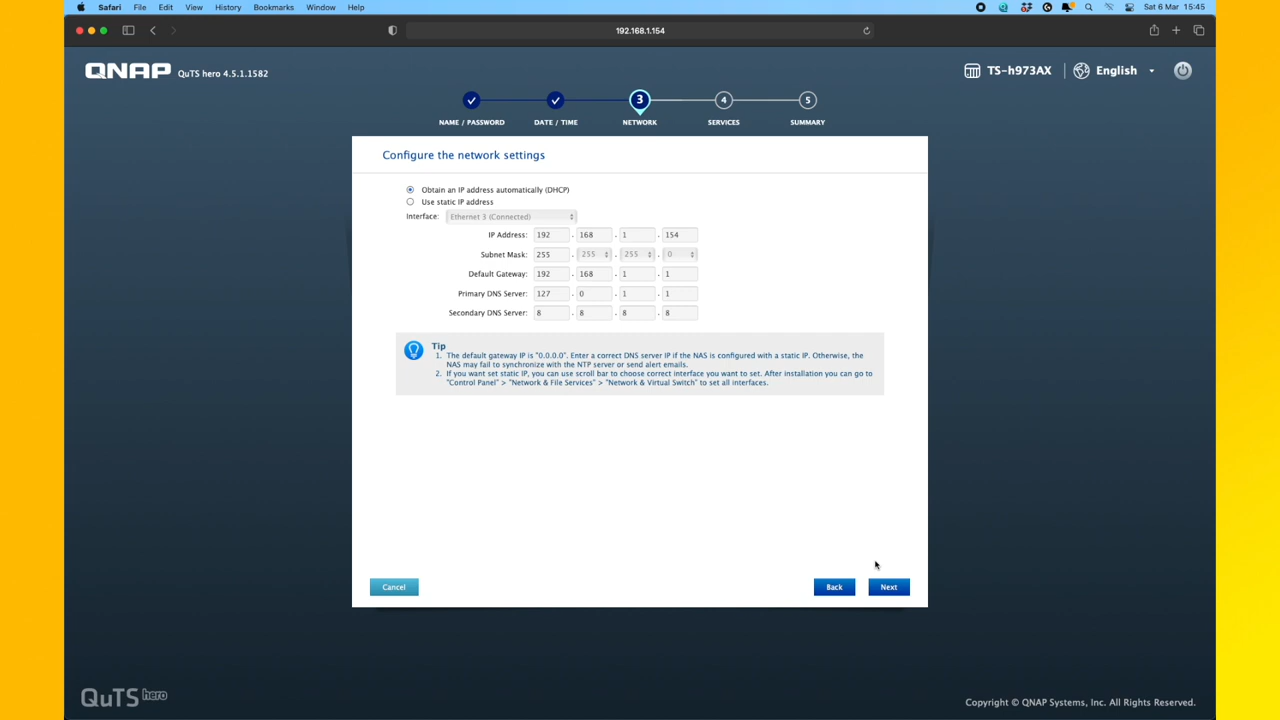 Safari File Edit View History Bookmarks Window Help Sat 6 Mar 15:45
192.168.1.154
QNAP QuTS hero 4.5.1.1582 TS-h973AX English
3 4 5
NAME / PASSWORD DATE / TIME NETWORK SERVICES SUMMARY
Configure the network settings
Obtain an IP address automatically (DHCP)
Use static IP address
Interface: Ethernet 3 (Connected)
IP Address: 192 . 168 . 1 . 154
Subnet Mask: 255 . 255 . 255 . 0
Default Gateway: 192 . 168 . 1 . 1
Primary DNS Server: 127 . 0 . 1 . 1
Secondary DNS Server: 8 . 8 . 8 . 8
Tip
1. The default gateway IP is "0.0.0.0". Enter a correct DNS server IP if the NAS is configured with a static IP. Otherwise, the
NAS may fail to synchronize with the NTP server or send alert emails.
2. If you want set static IP, you can use scroll bar to choose correct interface you want to set. After installation you can go to
"Control Panel" > "Network & File Services" > "Network & Virtual Switch" to set all interfaces.
Cancel Back Next
QuTS hero
Copyright © QNAP Systems, Inc. All Rights Reserved.